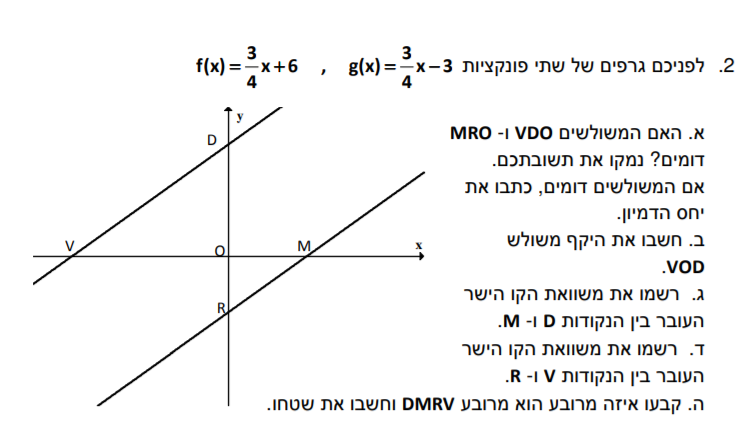 2. לפניכם גרפים של שתי פונקציות g(x)=3/4x−3 , f(x)=3/4x+6
א. האם המשולשים VDO ו- MRO
דומים? נמקו את תשובתכם.
אם המשולשים דומים, כתבו את
יחס הדמיון.
ב. חשבו את היקף משולש
VOD.
ג. רשמו את משוואת הקו הישר
העובר בין הנקודות D ו- M.
ד. רשמו את משוואת הקו הישר
העובר בין הנקודות V ו- R.
ה. קבעו איזה מרובע הוא מרובע DMRV וחשבו את שטחו.
y
D
V
O
M
x
R